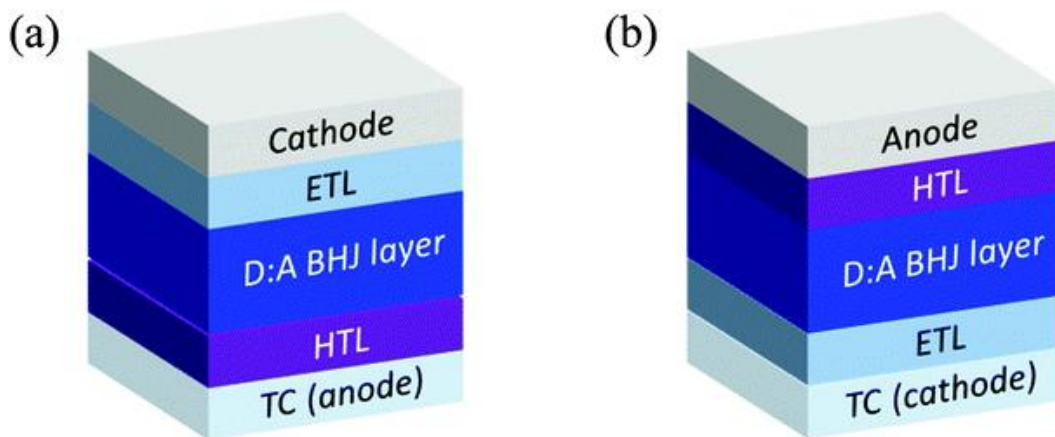 (a)
Cathode
ETL
D:A BHJ layer
HTL
TC (anode)
(b)
Anode
HTL
D:A BHJ layer
ETL
TC (cathode)